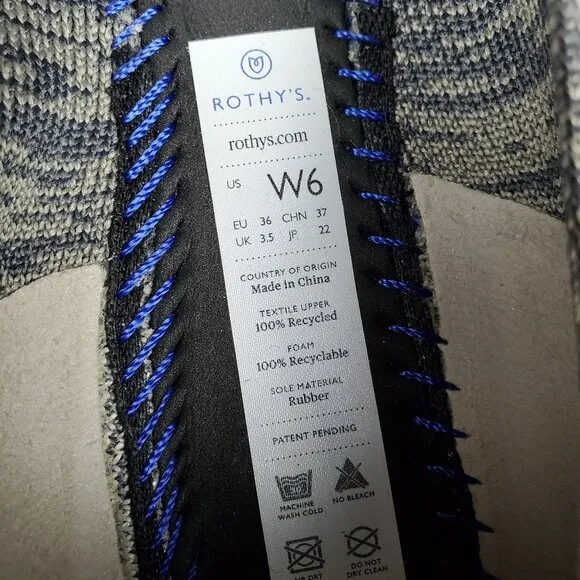 ROTHY'S.
rothys.com
US W6
EU 36 CHN 37
UK 3.5 JP 22
COUNTRY OF ORIGIN
Made in China
TEXTILE UPPER
100% Recycled
FOAM
100% Recyclable
SOLE MATERIAL
Rubber
PATENT PENDING
MACHINE WASH COLD
NO BLEACH
AIR DRY
DO NOT DRY CLEAN